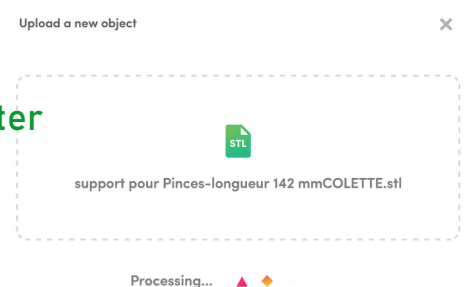 Upload a new object
ter
STL
support pour Pinces-longueur 142 mmCOLETTE.stl
Processing...